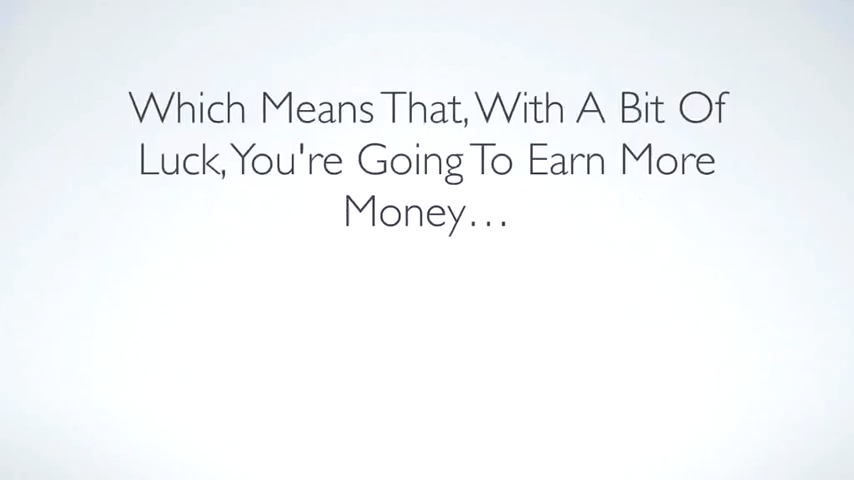 Which Means That, With A Bit Of
Luck, You're Going To Earn More
Money…